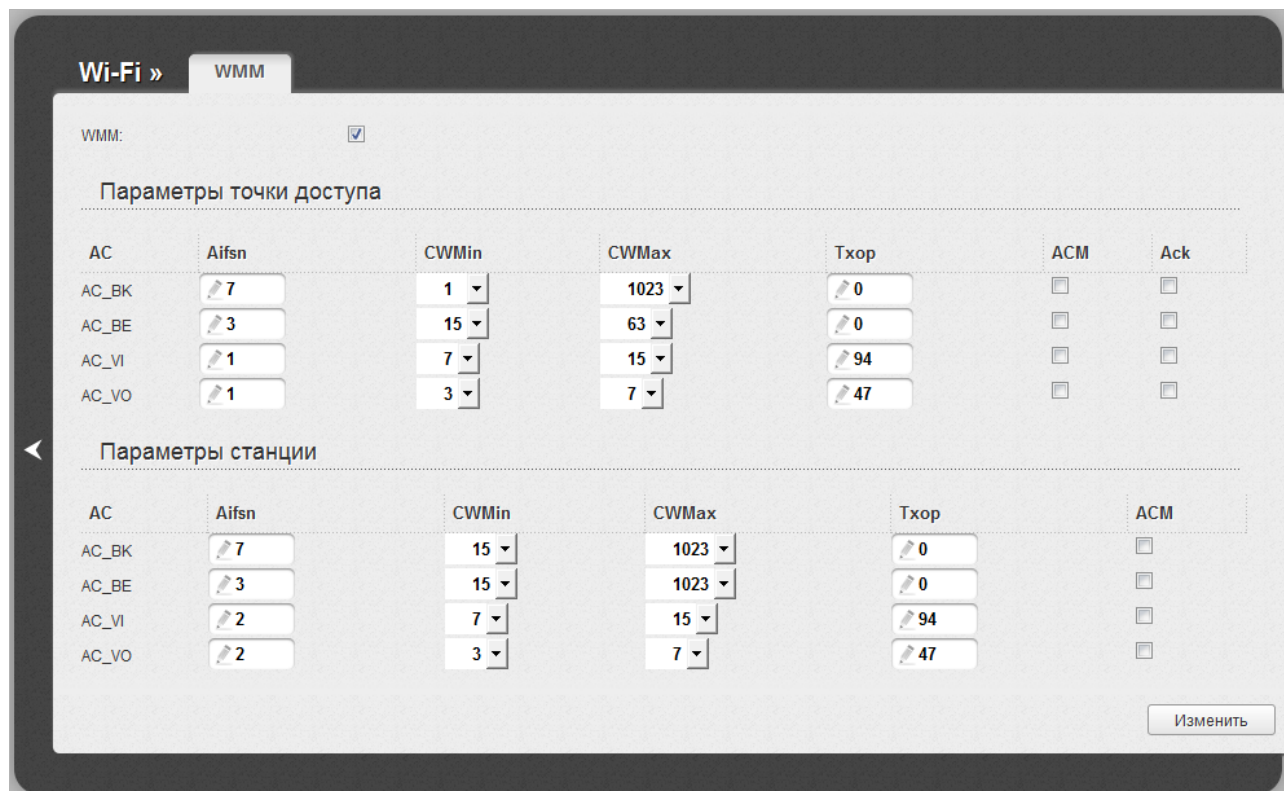 Wi-Fi » WMM
WMM:
Параметры точки доступа
AC Aifsn CWMin CWMax Txop ACM Ack
AC_BK 7 1 1023 0
AC_BE 3 15 63 0
AC_VI 1 7 15 94
AC_VO 1 3 7 47
Параметры станции
AC Aifsn CWMin CWMax Txop ACM
AC_BK 7 15 1023 0
AC_BE 3 15 1023 0
AC_VI 2 7 15 94
AC_VO 2 3 7 47
Изменить